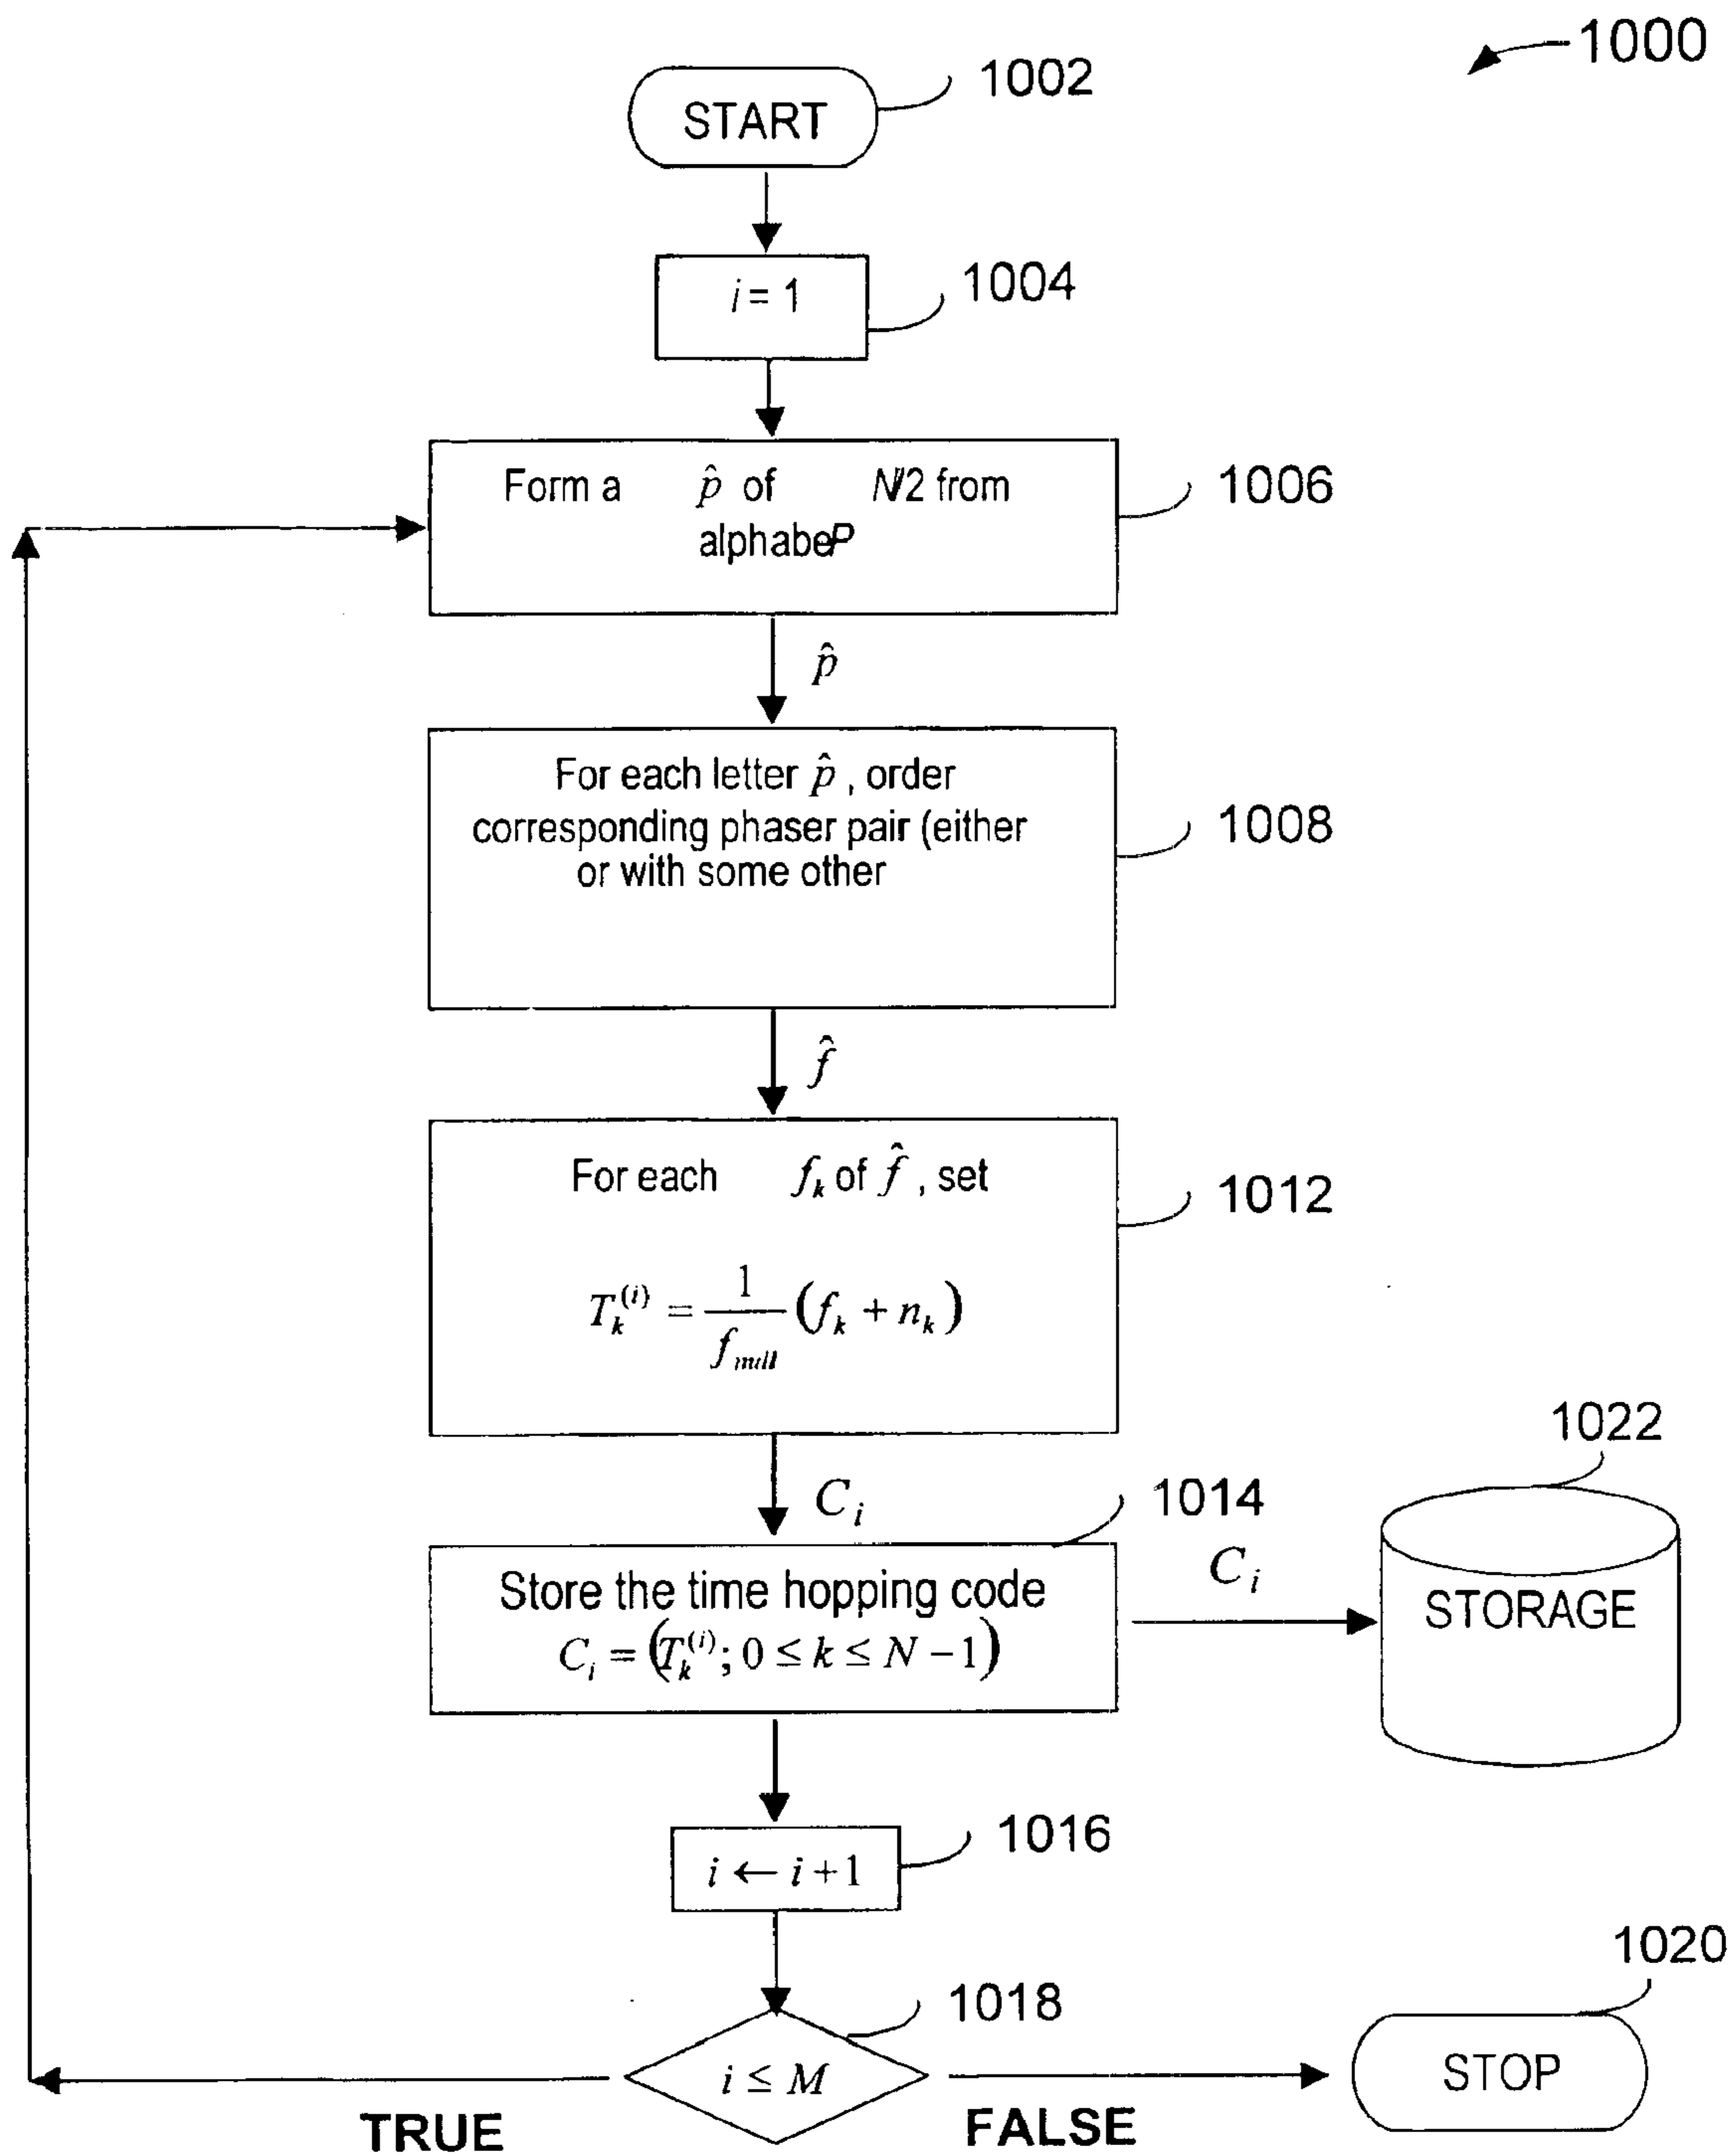 1000
START
1002
i = 1
1004
Form a p̂ of N/2 from
alphabe P
1006
p̂
For each letter p̂ , order
corresponding phaser pair (either
or with some other
1008
f̂
For each f_k of f̂ , set
T_k^(i) = 1/f_null (f_k + n_k)
1012
C_i
1014
Store the time hopping code
C_i = (T_k^(i); 0 ≤ k ≤ N − 1)
C_i
1022
STORAGE
i ← i + 1
1016
i ≤ M
1018
TRUE
FALSE
1020
STOP